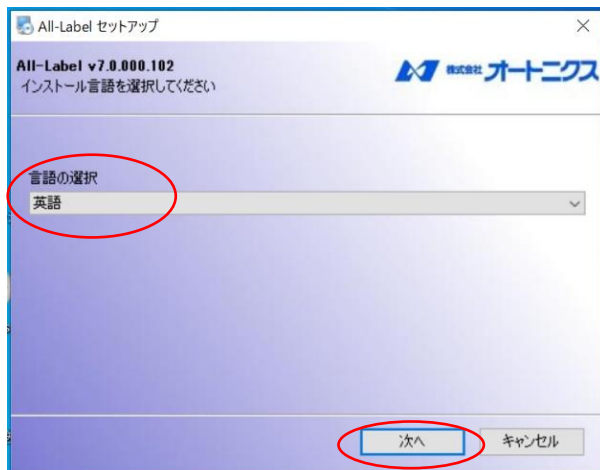 All-Label セットアップ
All-Label v7.0.000.102
インストール言語を選択してください
株式会社 オートニクス
言語の選択
英語
次へ
キャンセル